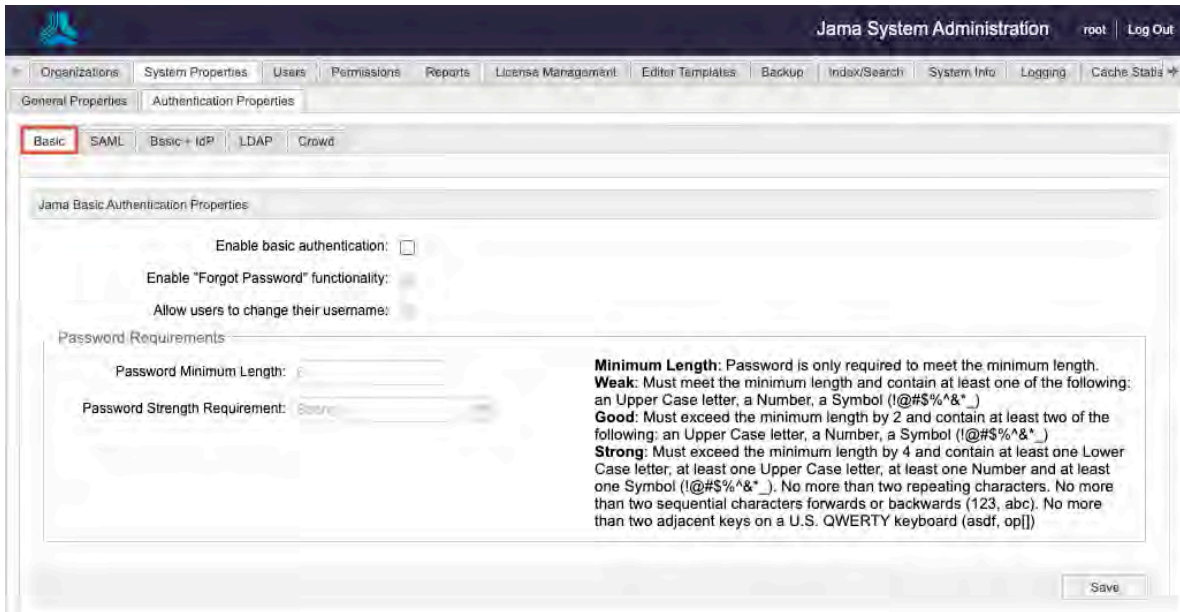 Jama System Administration root Log Out
Organizations System Properties Users Permissions Reports License Management Editor Templates Backup Index/Search System Info Logging Cache Statis
General Properties Authentication Properties
Basic SAML Basic + IdP LDAP Crowd
Jama Basic Authentication Properties
Enable basic authentication:
Enable "Forgot Password" functionality:
Allow users to change their username:
Password Requirements
Password Minimum Length:
Password Strength Requirement:
Minimum Length: Password is only required to meet the minimum length.
Weak: Must meet the minimum length and contain at least one of the following:
an Upper Case letter, a Number, a Symbol (!@#$%^&*_)
Good: Must exceed the minimum length by 2 and contain at least two of the
following: an Upper Case letter, a Number, a Symbol (!@#$%^&*_)
Strong: Must exceed the minimum length by 4 and contain at least one Lower
Case letter, at least one Upper Case letter, at least one Number and at least
one Symbol (!@#$%^&*_). No more than two repeating characters. No more
than two sequential characters forwards or backwards (123, abc). No more
than two adjacent keys on a U.S. QWERTY keyboard (asdf, op[])
Save